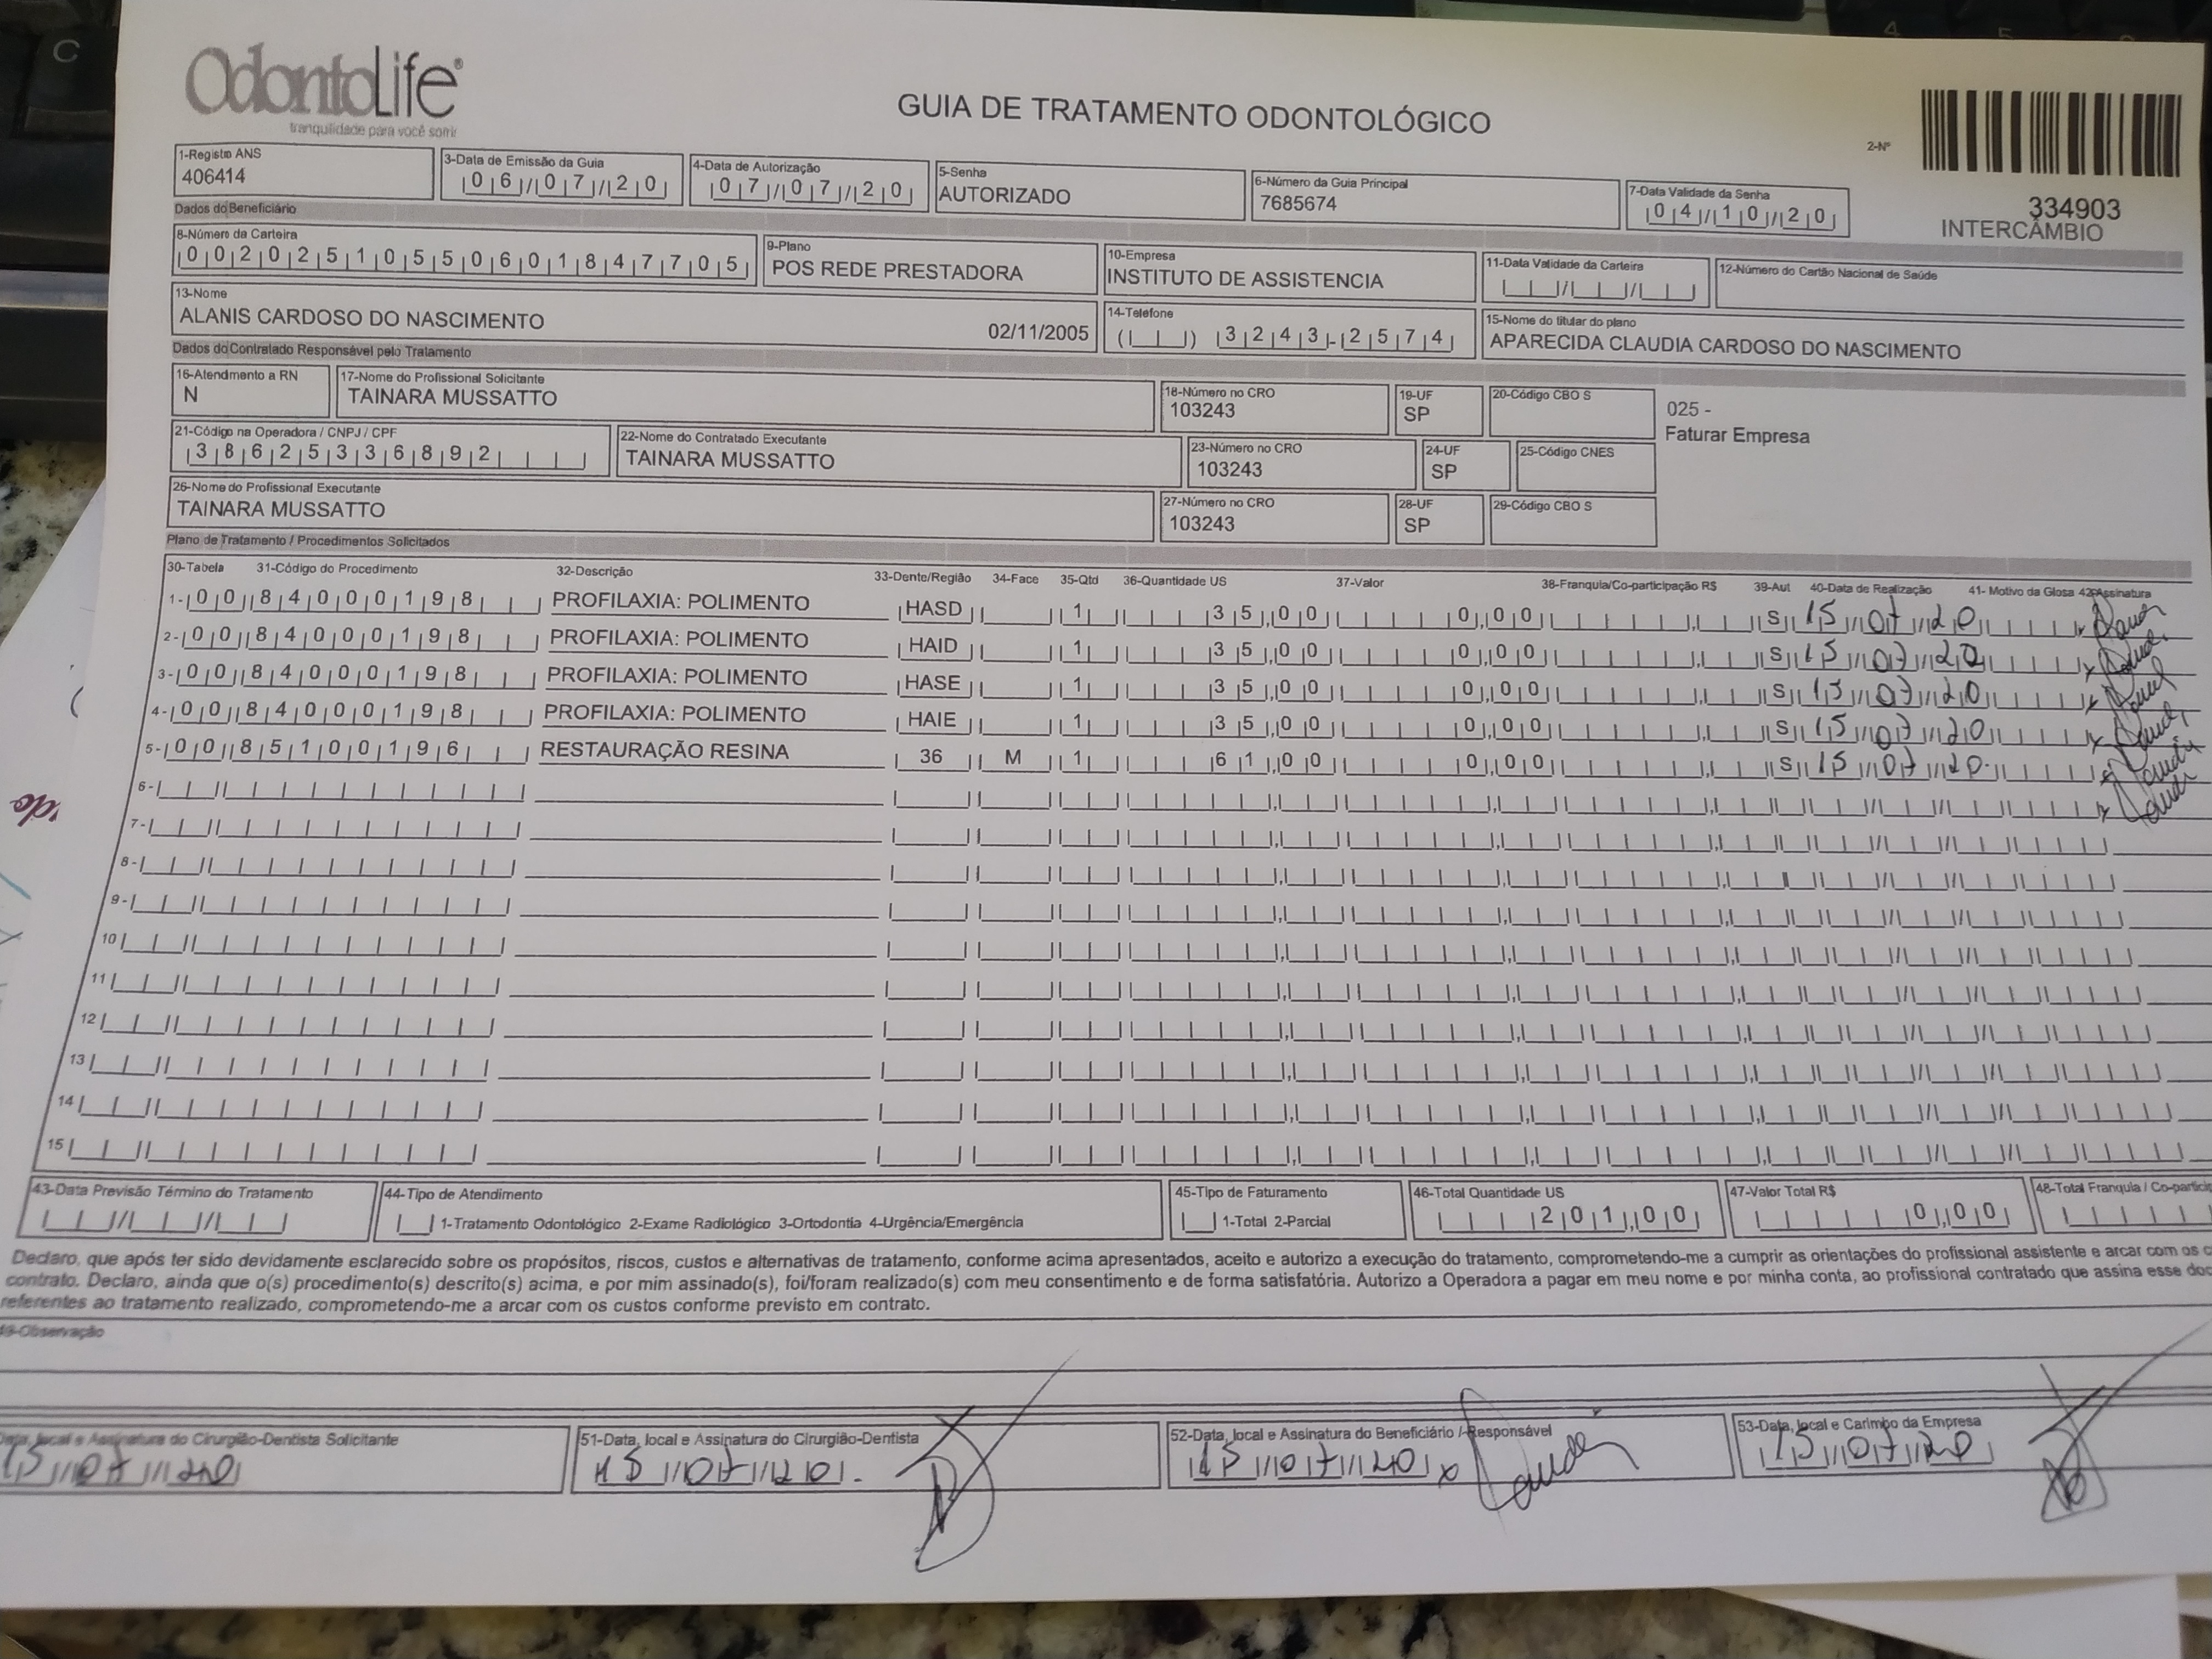 OdontoLife®
tranquilidade para você sorrir
GUIA DE TRATAMENTO ODONTOLÓGICO
2-Nº
334903
INTERCÂMBIO
1-Registro ANS
406414
3-Data de Emissão da Guia
06/07/20
4-Data de Autorização
07/07/20
5-Senha
AUTORIZADO
6-Número da Guia Principal
7685674
7-Data Validade da Senha
04/10/20
Dados do Beneficiário
8-Número da Carteira
00202510550601847705
9-Plano
POS REDE PRESTADORA
10-Empresa
INSTITUTO DE ASSISTENCIA
11-Data Validade da Carteira
12-Número do Cartão Nacional de Saúde
13-Nome
ALANIS CARDOSO DO NASCIMENTO 02/11/2005
14-Telefone
( ) 3243-2574
15-Nome do titular do plano
APARECIDA CLAUDIA CARDOSO DO NASCIMENTO
Dados do Contratado Responsável pelo Tratamento
16-Atendimento a RN
N
17-Nome do Profissional Solicitante
TAINARA MUSSATTO
18-Número no CRO
103243
19-UF
SP
20-Código CBO S
025 -
Faturar Empresa
21-Código na Operadora / CNPJ / CPF
38625336892
22-Nome do Contratado Executante
TAINARA MUSSATTO
23-Número no CRO
103243
24-UF
SP
25-Código CNES
26-Nome do Profissional Executante
TAINARA MUSSATTO
27-Número no CRO
103243
28-UF
SP
29-Código CBO S
Plano de Tratamento / Procedimentos Solicitados
30-Tabela 31-Código do Procedimento 32-Descrição 33-Dente/Região 34-Face 35-Qtd 36-Quantidade US 37-Valor 38-Franquia/Co-participação R$ 39-Aut 40-Data de Realização 41- Motivo da Glosa 42-Assinatura
1- 00 84000198 PROFILAXIA: POLIMENTO HASD 1 35,00 0,00 S 15/07/20
2- 00 84000198 PROFILAXIA: POLIMENTO HAID 1 35,00 0,00 S 15/07/20
3- 00 84000198 PROFILAXIA: POLIMENTO HASE 1 35,00 0,00 S 15/07/20
4- 00 84000198 PROFILAXIA: POLIMENTO HAIE 1 35,00 0,00 S 15/07/20
5- 00 85100196 RESTAURAÇÃO RESINA 36 M 1 61,00 0,00 S 15/07/20
6-
7-
8-
9-
10
11
12
13
14
15
43-Data Previsão Término do Tratamento
44-Tipo de Atendimento
1-Tratamento Odontológico 2-Exame Radiológico 3-Ortodontia 4-Urgência/Emergência
45-Tipo de Faturamento
1-Total 2-Parcial
46-Total Quantidade US
201,00
47-Valor Total R$
0,00
48-Total Franquia / Co-particip
Declaro, que após ter sido devidamente esclarecido sobre os propósitos, riscos, custos e alternativas de tratamento, conforme acima apresentados, aceito e autorizo a execução do tratamento, comprometendo-me a cumprir as orientações do profissional assistente e arcar com os c
contrato. Declaro, ainda que o(s) procedimento(s) descrito(s) acima, e por mim assinado(s), foi/foram realizado(s) com meu consentimento e de forma satisfatória. Autorizo a Operadora a pagar em meu nome e por minha conta, ao profissional contratado que assina esse doc
referentes ao tratamento realizado, comprometendo-me a arcar com os custos conforme previsto em contrato.
49-Observação
Data, local e Assinatura do Cirurgião-Dentista Solicitante
15/07/20
51-Data, local e Assinatura do Cirurgião-Dentista
15/07/20
52-Data, local e Assinatura do Beneficiário / Responsável
15/07/20
53-Data, local e Carimbo da Empresa
15/07/20